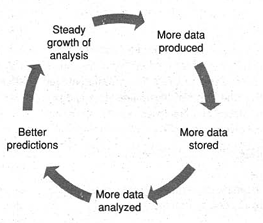 Steady
growth of
analysis
More data
produced
More data
stored
More data
analyzed
Better
predictions